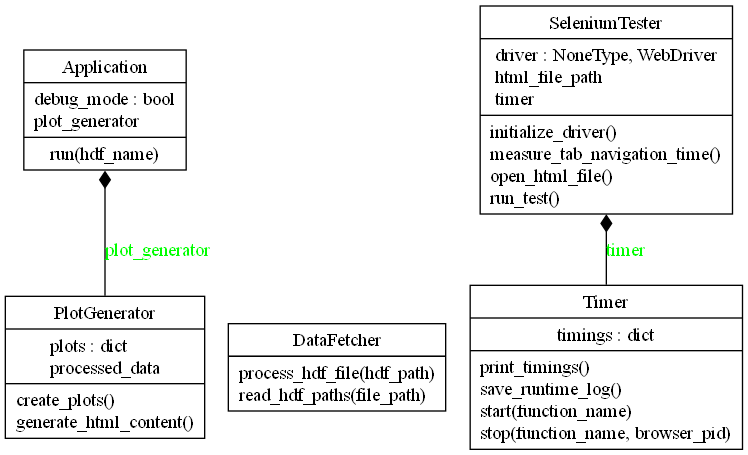 Application
debug_mode : bool
plot_generator
run(hdf_name)
SeleniumTester
driver : NoneType, WebDriver
html_file_path
timer
initialize_driver()
measure_tab_navigation_time()
open_html_file()
run_test()
plot_generator
timer
PlotGenerator
plots : dict
processed_data
create_plots()
generate_html_content()
DataFetcher
process_hdf_file(hdf_path)
read_hdf_paths(file_path)
Timer
timings : dict
print_timings()
save_runtime_log()
start(function_name)
stop(function_name, browser_pid)